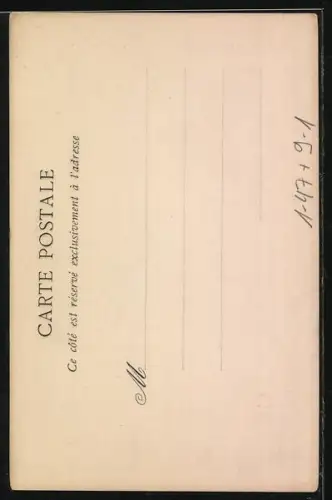 CARTE POSTALE
Ce côté est réservé exclusivement à l'adresse
M
1-47+9-1